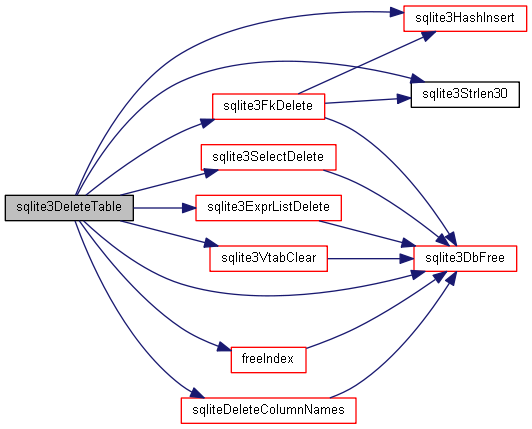 sqlite3HashInsert
sqlite3Strlen30
sqlite3FkDelete
sqlite3SelectDelete
sqlite3DeleteTable
sqlite3ExprListDelete
sqlite3VtabClear
sqlite3DbFree
freeIndex
sqliteDeleteColumnNames